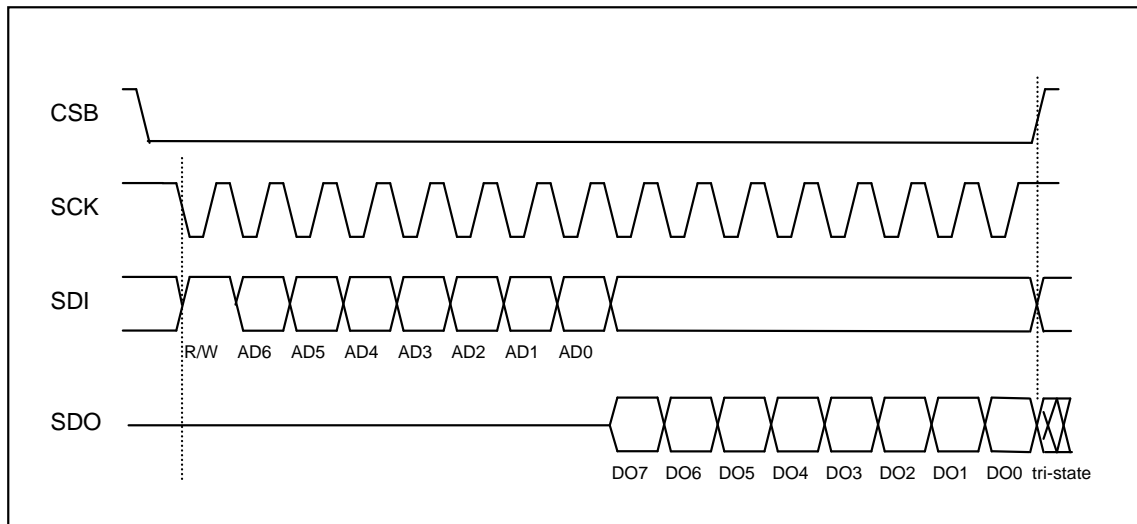 CSB
SCK
SDI
R/W AD6 AD5 AD4 AD3 AD2 AD1 AD0
SDO
DO7 DO6 DO5 DO4 DO3 DO2 DO1 DO0 tri-state